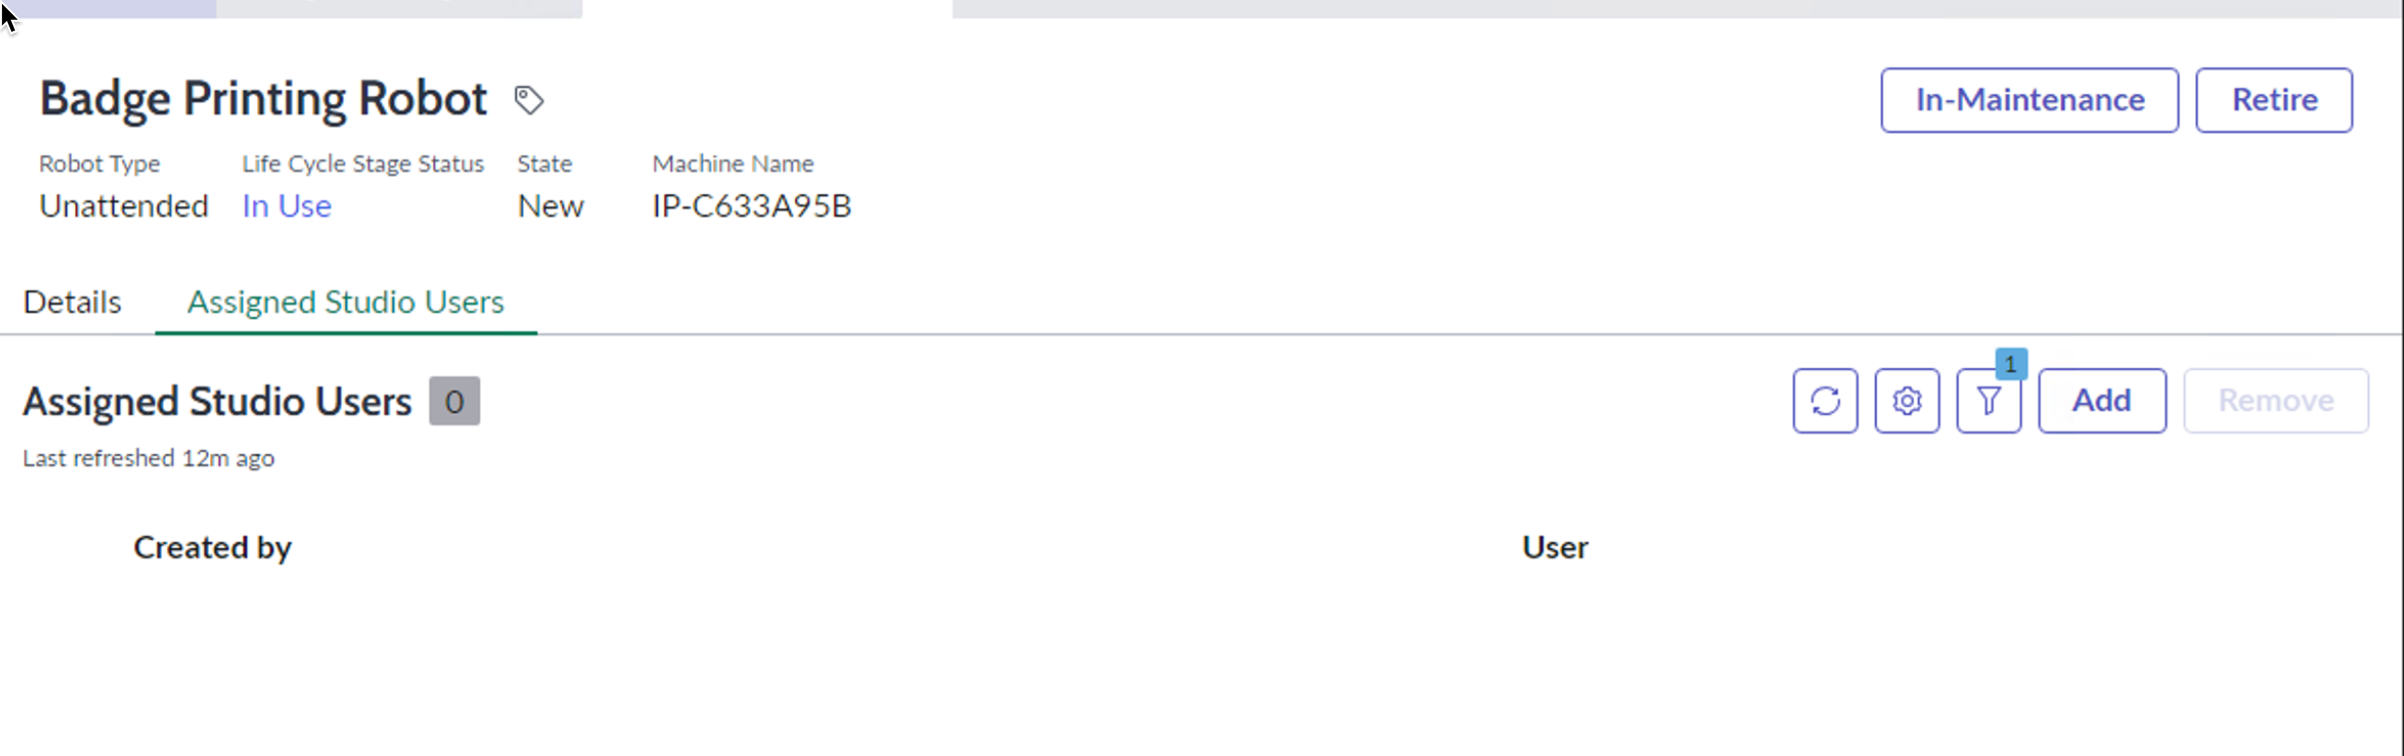 Badge Printing Robot
In-Maintenance Retire
Robot Type Life Cycle Stage Status State Machine Name
Unattended In Use New IP-C633A95B
Details Assigned Studio Users
1
Assigned Studio Users 0 Add Remove
Last refreshed 12m ago
Created by User